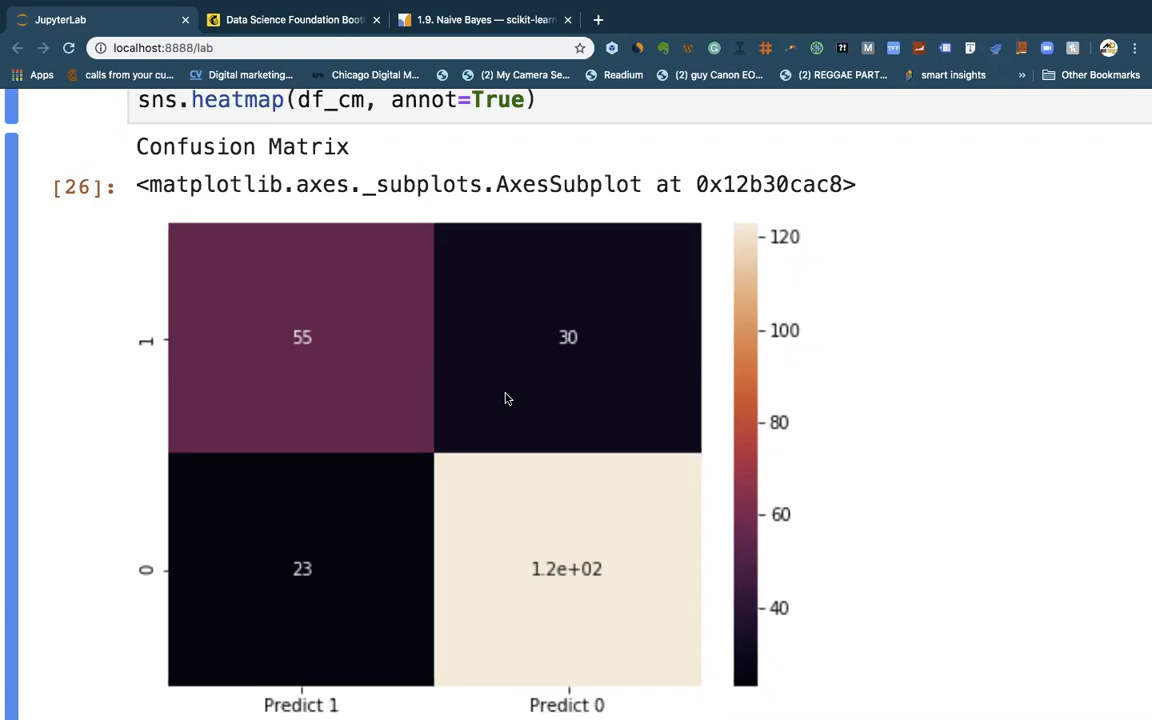 JupyterLab
Data Science Foundation Boot
1.9. Naive Bayes — scikit-learn
localhost:8888/lab
Apps
calls from your cu...
CV Digital marketing...
Chicago Digital M...
(2) My Camera Se...
Readium
(2) guy Canon EO...
(2) REGGAE PART...
smart insights
»
Other Bookmarks
sns.heatmap(df_cm, annot=True)
Confusion Matrix
[26]: <matplotlib.axes._subplots.AxesSubplot at 0x12b30cac8>
120
100
80
60
40
1
55
30
0
23
1.2e+02
Predict 1
Predict 0